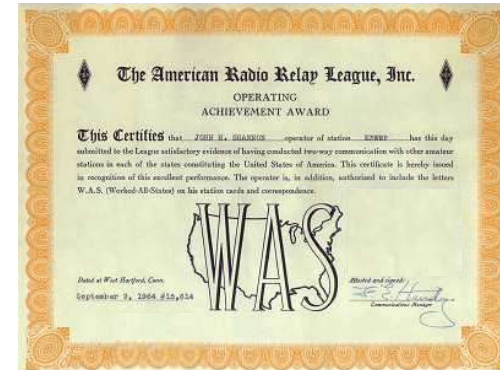 The American Radio Relay League, Inc.
OPERATING
ACHIEVEMENT AWARD
This Certifies that JOHN H. SHANNON operator of station has this day
submitted to the League satisfactory evidence of having conducted two-way communication with other amateur
stations in each of the states constituting the United States of America. This certificate is hereby issued
in recognition of this excellent performance. The operator is, in addition, authorized to include the letters
W.A.S. (Worked-All-States) on his station cards and correspondence.
WAS
Dated at West Hartford, Conn.
Attested and signed:
September 9, 1964 #15,614
Communications Manager